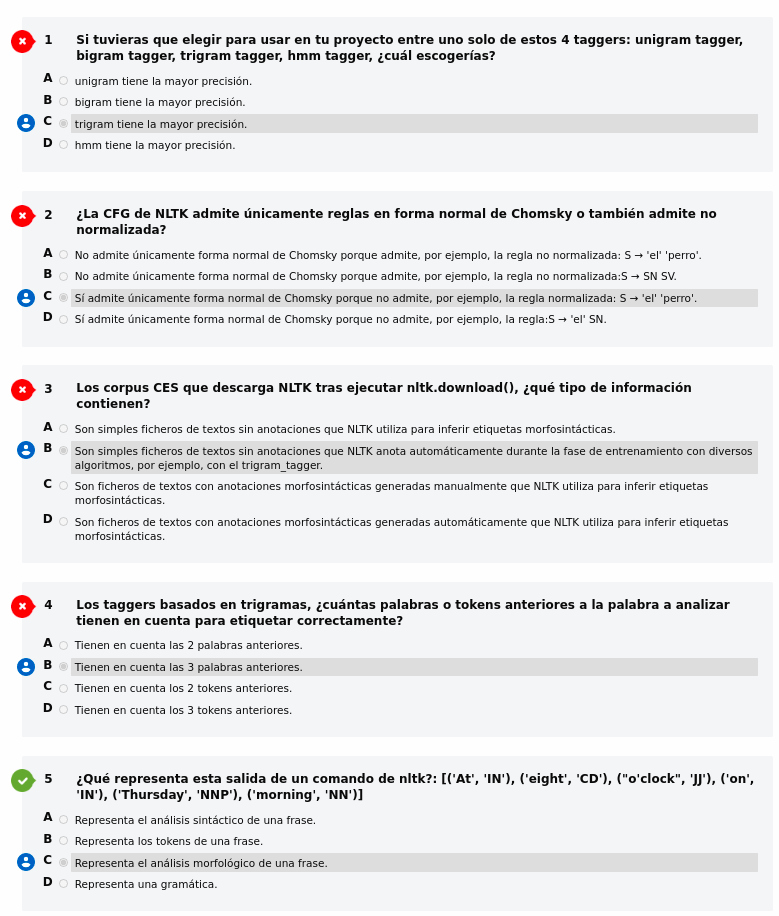 1 Si tuvieras que elegir para usar en tu proyecto entre uno solo de estos 4 taggers: unigram tagger,
bigram tagger, trigram tagger, hmm tagger, ¿cuál escogerías?
A unigram tiene la mayor precisión.
B bigram tiene la mayor precisión.
C trigram tiene la mayor precisión.
D hmm tiene la mayor precisión.
2 ¿La CFG de NLTK admite únicamente reglas en forma normal de Chomsky o también admite no
normalizada?
A No admite únicamente forma normal de Chomsky porque admite, por ejemplo, la regla no normalizada: S → 'el' 'perro'.
B No admite únicamente forma normal de Chomsky porque admite, por ejemplo, la regla no normalizada:S → SN SV.
C Sí admite únicamente forma normal de Chomsky porque no admite, por ejemplo, la regla normalizada: S → 'el' 'perro'.
D Sí admite únicamente forma normal de Chomsky porque no admite, por ejemplo, la regla:S → 'el' SN.
3 Los corpus CES que descarga NLTK tras ejecutar nltk.download(), ¿qué tipo de información
contienen?
A Son simples ficheros de textos sin anotaciones que NLTK utiliza para inferir etiquetas morfosintácticas.
B Son simples ficheros de textos sin anotaciones que NLTK anota automáticamente durante la fase de entrenamiento con diversos
algoritmos, por ejemplo, con el trigram_tagger.
C Son ficheros de textos con anotaciones morfosintácticas generadas manualmente que NLTK utiliza para inferir etiquetas
morfosintácticas.
D Son ficheros de textos con anotaciones morfosintácticas generadas automáticamente que NLTK utiliza para inferir etiquetas
morfosintácticas.
4 Los taggers basados en trigramas, ¿cuántas palabras o tokens anteriores a la palabra a analizar
tienen en cuenta para etiquetar correctamente?
A Tienen en cuenta las 2 palabras anteriores.
B Tienen en cuenta las 3 palabras anteriores.
C Tienen en cuenta los 2 tokens anteriores.
D Tienen en cuenta los 3 tokens anteriores.
5 ¿Qué representa esta salida de un comando de nltk?: [('At', 'IN'), ('eight', 'CD'), ("o'clock", 'JJ'), ('on',
'IN'), ('Thursday', 'NNP'), ('morning', 'NN')]
A Representa el análisis sintáctico de una frase.
B Representa los tokens de una frase.
C Representa el análisis morfológico de una frase.
D Representa una gramática.